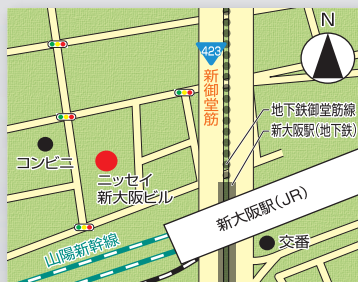 N
423
新御堂筋
地下鉄御堂筋線
新大阪駅(地下鉄)
コンビニ
ニッセイ
新大阪ビル
新大阪駅(JR)
山陽新幹線
交番